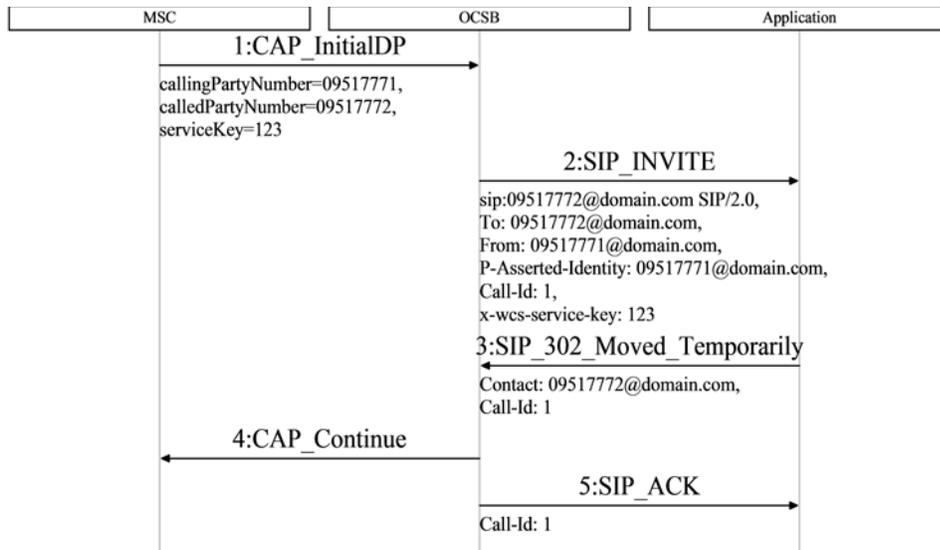 MSC
OCSB
Application
1:CAP_InitialDP
callingPartyNumber=09517771,
calledPartyNumber=09517772,
serviceKey=123
2:SIP_INVITE
sip:09517772@domain.com SIP/2.0,
To: 09517772@domain.com,
From: 09517771@domain.com,
P-Asserted-Identity: 09517771@domain.com,
Call-Id: 1,
x-wcs-service-key: 123
3:SIP_302_Moved_Temporarily
Contact: 09517772@domain.com,
Call-Id: 1
4:CAP_Continue
5:SIP_ACK
Call-Id: 1